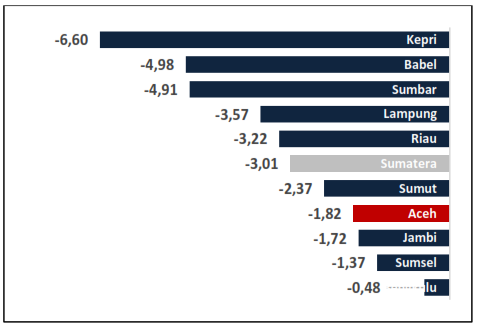 -6,60 Kepri
-4,98 Babel
-4,91 Sumbar
-3,57 Lampung
-3,22 Riau
-3,01 Sumatera
-2,37 Sumut
-1,82 Aceh
-1,72 Jambi
-1,37 Sumsel
-0,48 lu